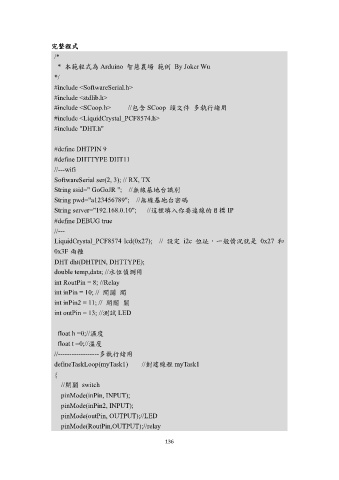 完整程式
/*
* 本範程式為 Arduino 智慧農場 範例 By Joker Wu
*/
#include <SoftwareSerial.h>
#include <stdlib.h>
#include <SCoop.h> //包含 SCoop 頭文件 多執行緒用
#include <LiquidCrystal_PCF8574.h>
#include "DHT.h"
#define DHTPIN 9
#define DHTTYPE DHT11
//---wifi
SoftwareSerial ser(2, 3); // RX, TX
String ssid=" GoGoJR "; //無線基地台識別
String pwd="a123456789"; //無線基地台密碼
String server="192.168.0.10"; //這裡填入你要連線的目標 IP
#define DEBUG true
//---
LiquidCrystal_PCF8574 lcd(0x27); // 設定 i2c 位址，一般情況就是 0x27 和
0x3F 兩種
DHT dht(DHTPIN, DHTTYPE);
double temp,data; //水位偵測用
int RoutPin = 8; //Relay
int inPin = 10; // 開關 開
int inPin2 = 11; // 開關 關
int outPin = 13; //測試 LED
float h =0;//濕度
float t =0;//溫度
//------------------多執行緒用
defineTaskLoop(myTask1) //創建線程 myTask1
{
//開關 switch
pinMode(inPin, INPUT);
pinMode(inPin2, INPUT);
pinMode(outPin, OUTPUT);//LED
pinMode(RoutPin,OUTPUT);//relay
136